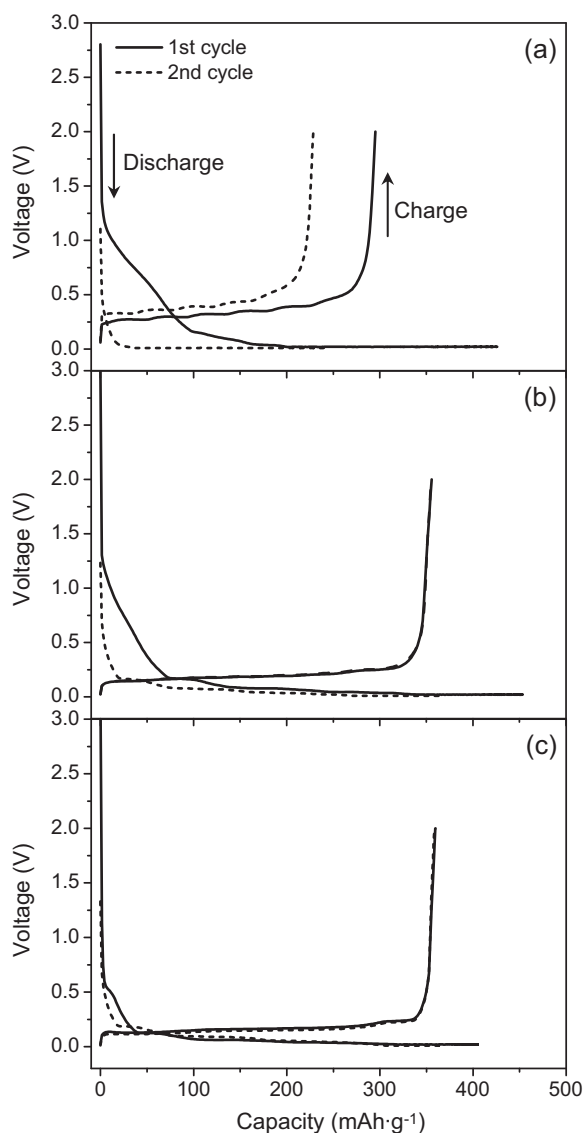 3.0
1st cycle
(a)
2nd cycle
2.5
2.0
Discharge
1.5
Charge
1.0
0.5
0.0
Voltage (V)
3.0
(b)
2.5
2.0
1.5
1.0
0.5
0.0
Voltage (V)
3.0
(c)
2.5
2.0
1.5
1.0
0.5
0.0
Voltage (V)
0 100 200 300 400 500
Capacity (mAh·g⁻¹)